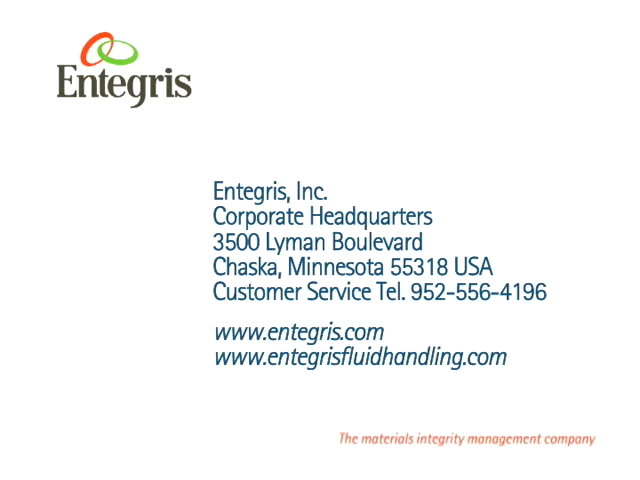 Entegris
Entegris, Inc.
Corporate Headquarters
3500 Lyman Boulevard
Chaska, Minnesota 55318 USA
Customer Service Tel. 952-556-4196
www.entegris.com
www.entegrisfluidhandling.com
The materials integrity management company